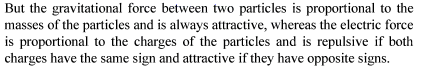 But the gravitational force between two particles is proportional to the
masses of the particles and is always attractive, whereas the electric force
is proportional to the charges of the particles and is repulsive if both
charges have the same sign and attractive if they have opposite signs.